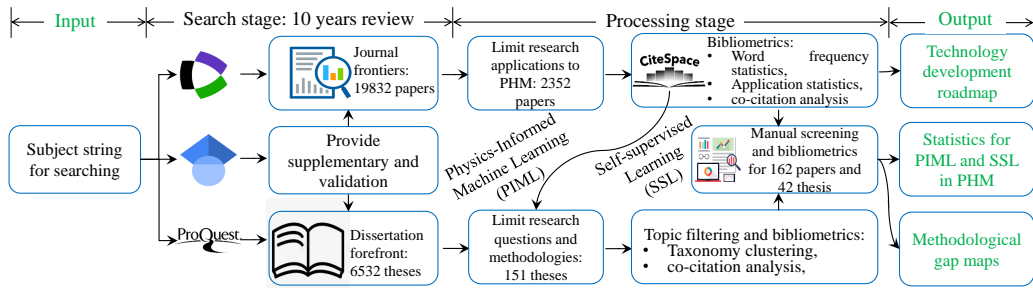 Input
Search stage: 10 years review
Processing stage
Output
Subject string
for searching
ProQuest
Journal
frontiers:
19832 papers
Provide
supplementary and
validation
Dissertation
forefront:
6532 theses
Limit research
applications to
PHM: 2352
papers
Physics-Informed
Machine Learning
(PIML)
Self-supervised
Learning
(SSL)
Limit research
questions and
methodologies:
151 theses
CiteSpace
Bibliometrics:
• Word frequency
statistics,
• Application statistics,
• co-citation analysis
Manual screening
and bibliometrics
for 162 papers and
42 thesis
Topic filtering and bibliometrics:
• Taxonomy clustering,
• co-citation analysis,
Technology
development
roadmap
Statistics for
PIML and SSL
in PHM
Methodological
gap maps